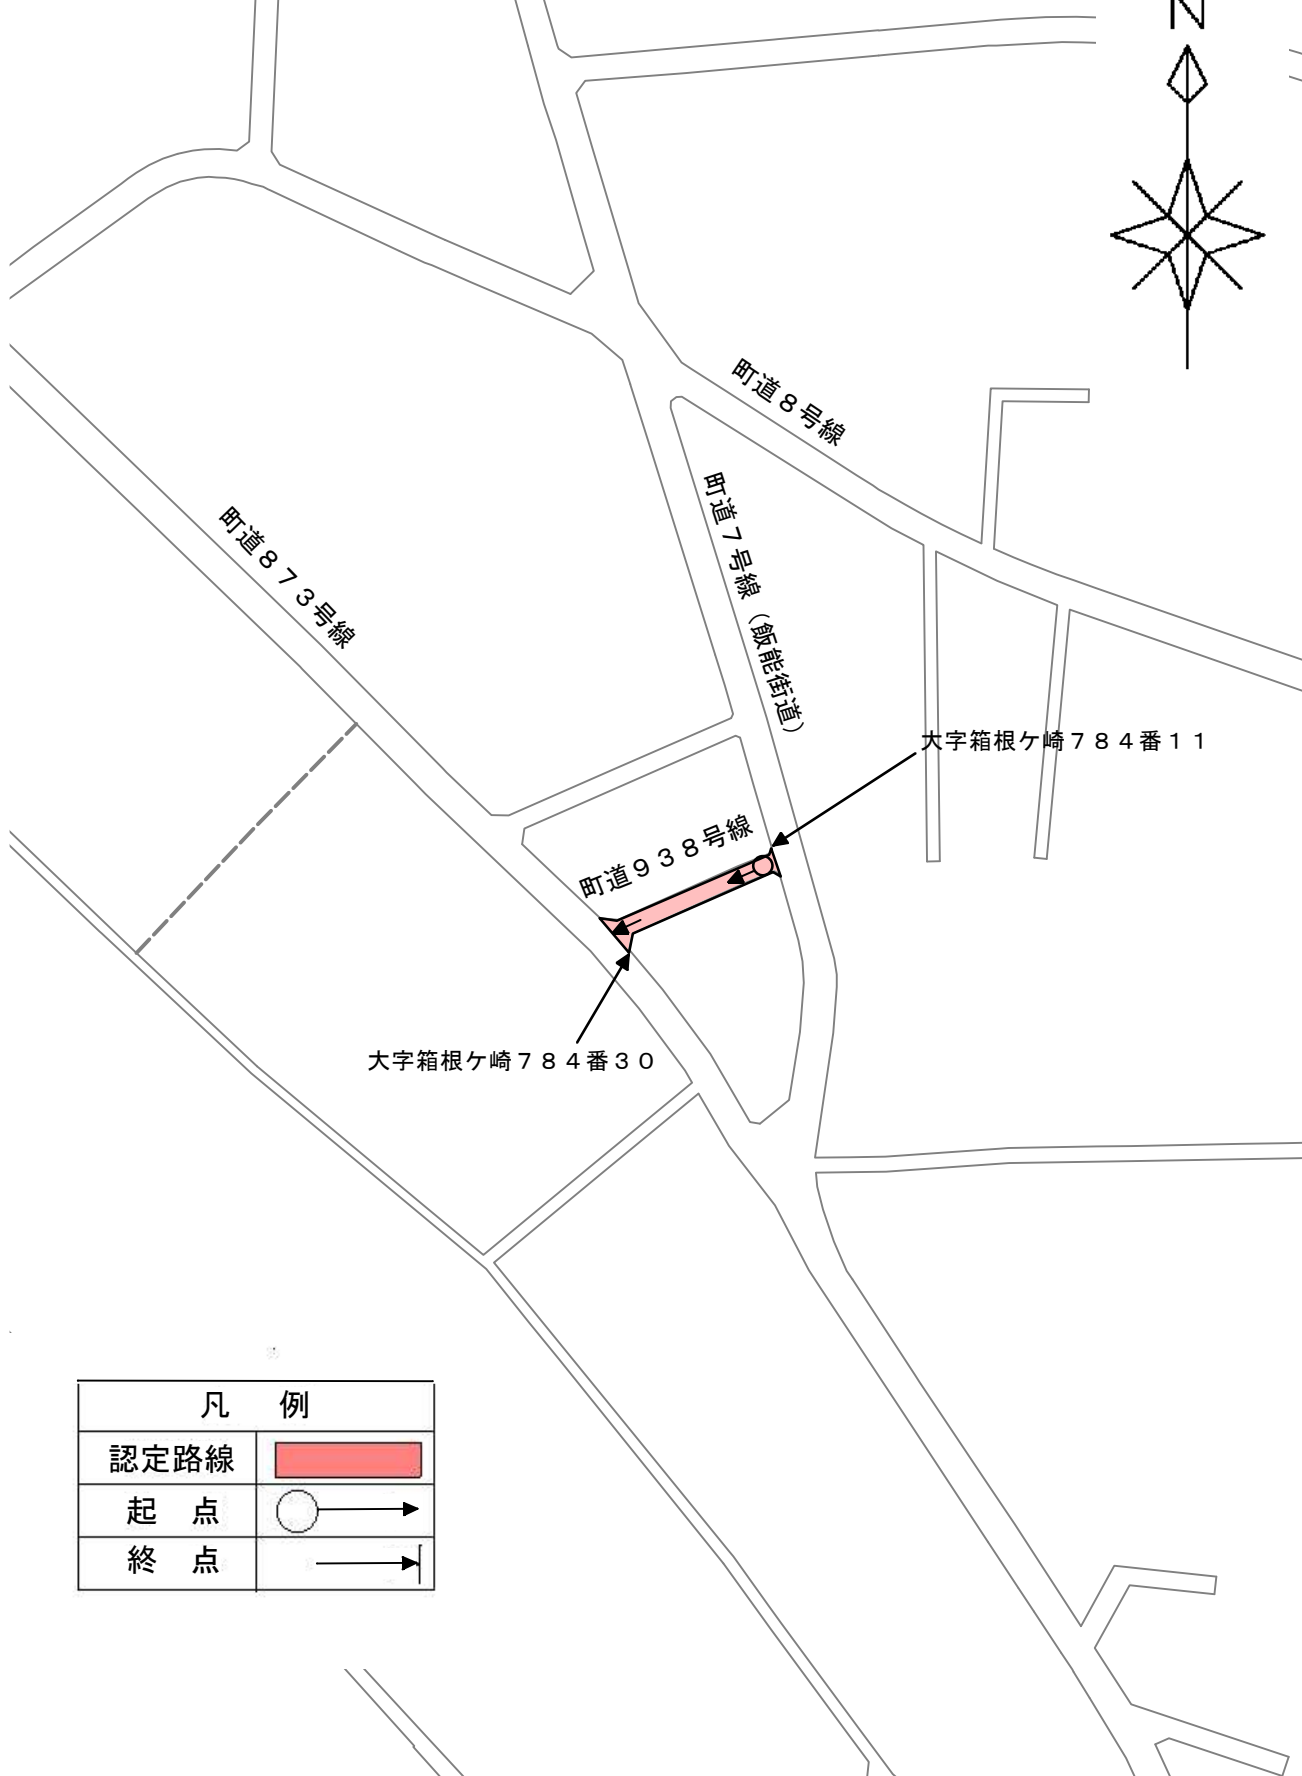 N
町道８号線
町道７号線（飯能街道）
町道８７３号線
大字箱根ケ崎７８４番１１
町道９３８号線
大字箱根ケ崎７８４番３０
凡　例
認定路線
起　点
終　点